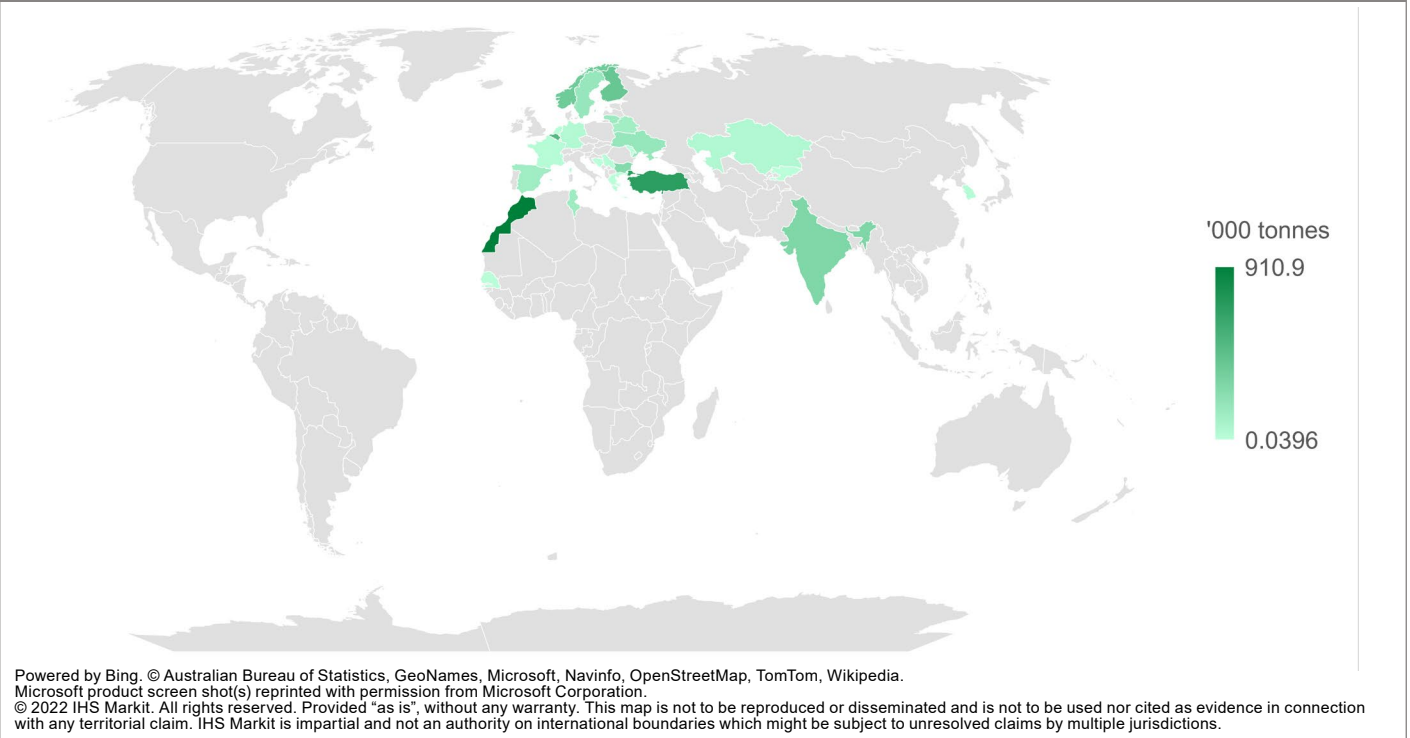 '000 tonnes
910.9
0.0396
Powered by Bing. © Australian Bureau of Statistics, GeoNames, Microsoft, Navinfo, OpenStreetMap, TomTom, Wikipedia.
Microsoft product screen shot(s) reprinted with permission from Microsoft Corporation.
© 2022 IHS Markit. All rights reserved. Provided “as is”, without any warranty. This map is not to be reproduced or disseminated and is not to be used nor cited as evidence in connection
with any territorial claim. IHS Markit is impartial and not an authority on international boundaries which might be subject to unresolved claims by multiple jurisdictions.